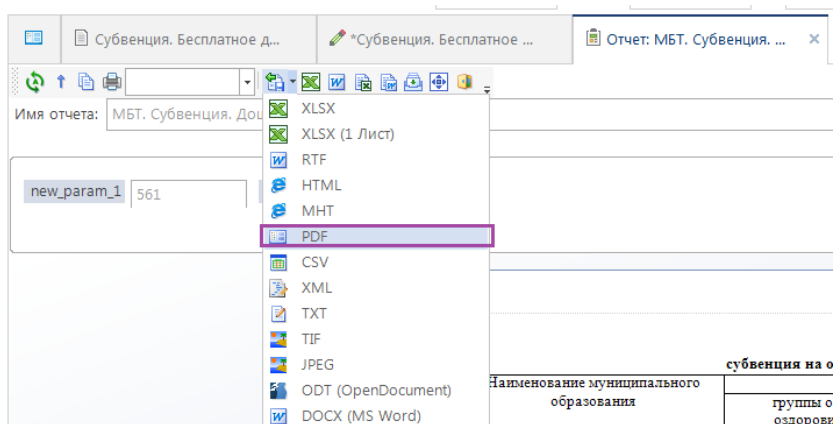 Субвенция. Бесплатное д...
*Субвенция. Бесплатное ...
Отчет: МБТ. Субвенция. ...
Имя отчета: МБТ. Субвенция. Дош
new_param_1 561
XLSX
XLSX (1 Лист)
RTF
HTML
MHT
PDF
CSV
XML
TXT
TIF
JPEG
ODT (OpenDocument)
DOCX (MS Word)
субвенция на о
Наименование муниципального
образования
группы о
оздорови